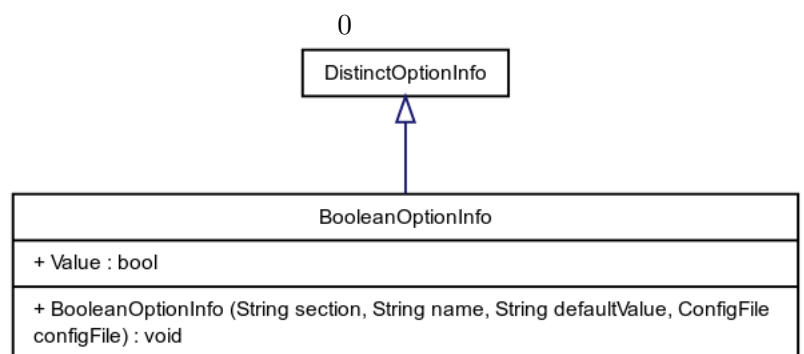 0
DistinctOptionInfo
BooleanOptionInfo
+ Value : bool
+ BooleanOptionInfo (String section, String name, String defaultValue, ConfigFile
configFile) : void